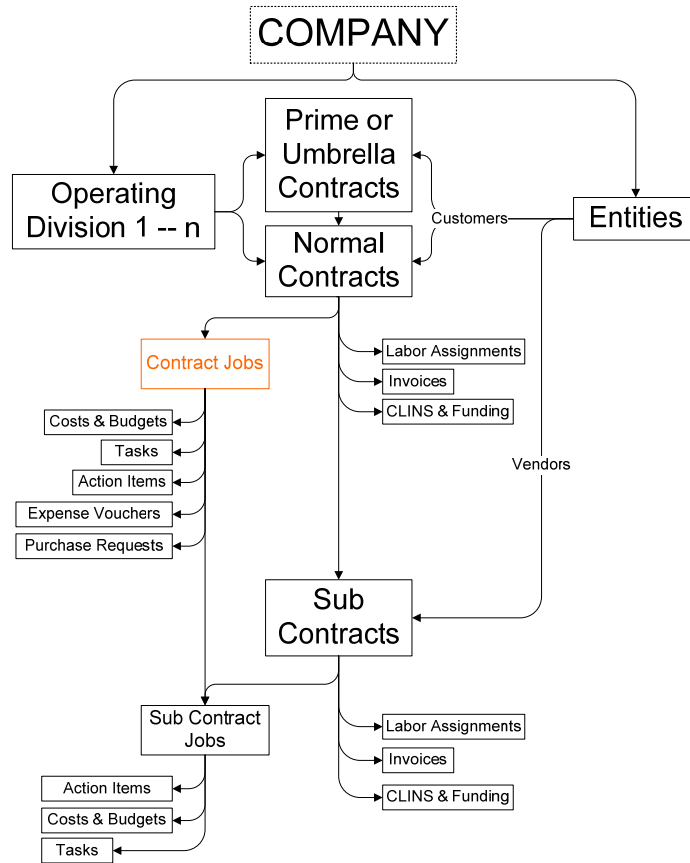 COMPANY
Prime or
Umbrella
Contracts
Operating
Division 1 -- n
Customers
Entities
Normal
Contracts
Contract Jobs
Labor Assignments
Invoices
CLINS & Funding
Costs & Budgets
Tasks
Action Items
Expense Vouchers
Purchase Requests
Vendors
Sub
Contracts
Sub Contract
Jobs
Labor Assignments
Invoices
CLINS & Funding
Action Items
Costs & Budgets
Tasks